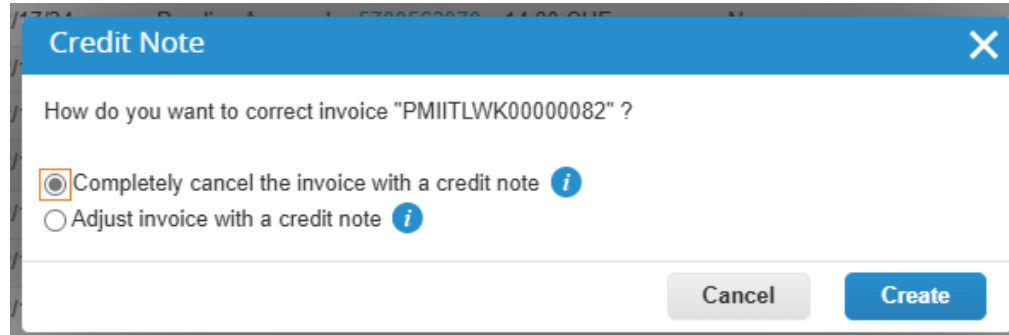 Credit Note
How do you want to correct invoice "PMIITLWK00000082" ?
Completely cancel the invoice with a credit note i
Adjust invoice with a credit note i
Cancel Create